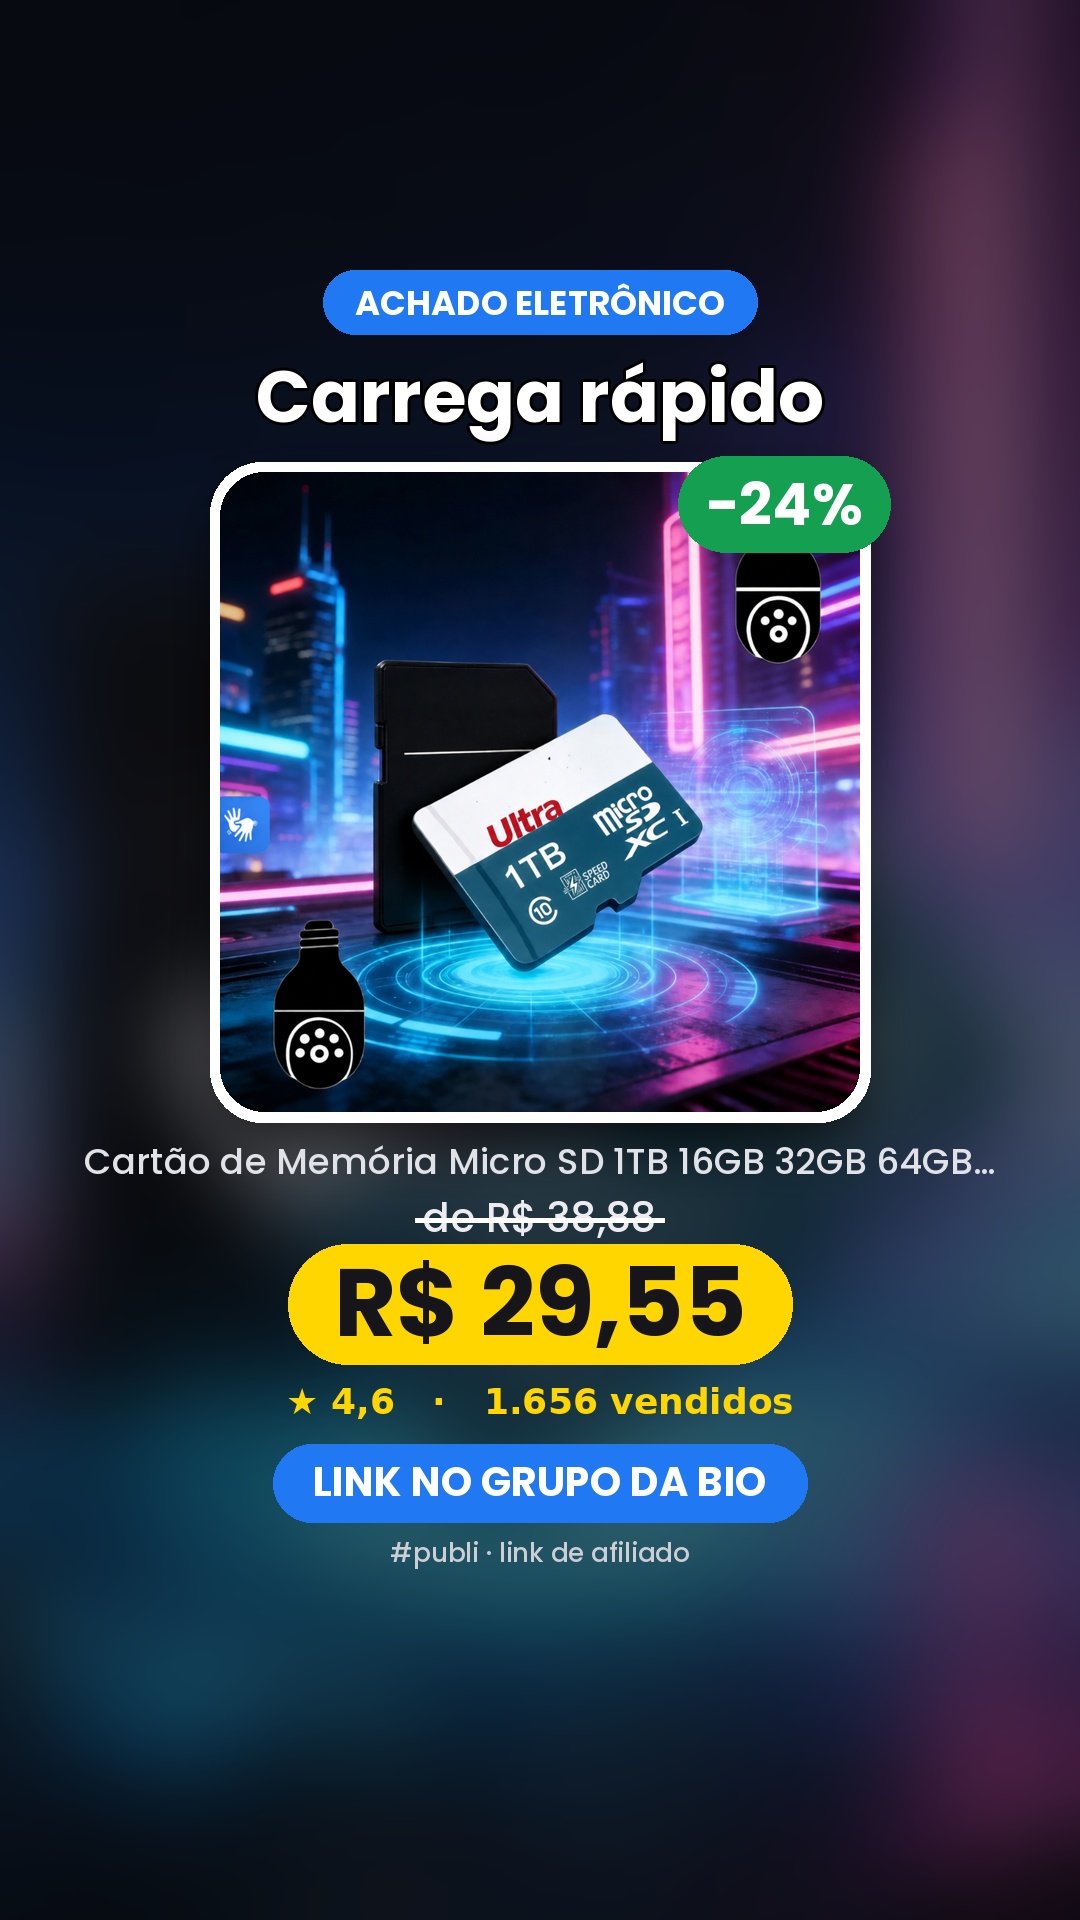 ACHADO ELETRÔNICO
Carrega rápido
-24%
Ultra
1TB
micro
SD
XC I
10
SPEED
CARD
Cartão de Memória Micro SD 1TB 16GB 32GB 64GB...
de R$ 38,88
R$ 29,55
★ 4,6 · 1.656 vendidos
LINK NO GRUPO DA BIO
#publi · link de afiliado